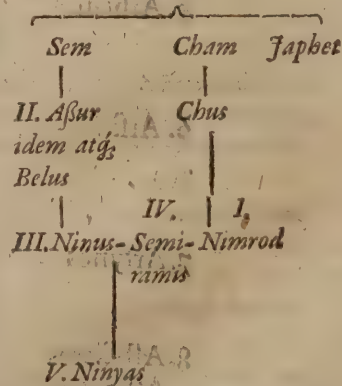 Sem Cham Japhet
II. Aßur Chus
idem atq́;
Belus
IV. I.
III. Ninus- Semi- Nimrod
ramis
V. Ninyas